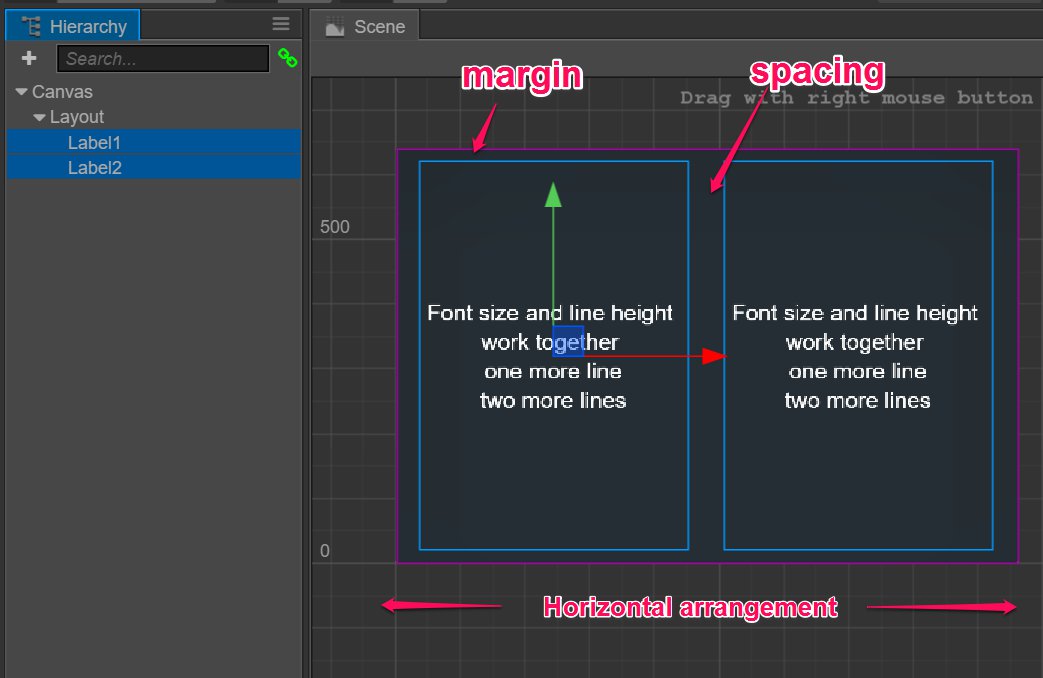 Hierarchy
Search...
Canvas
Layout
Label1
Label2
Scene
margin
spacing
Drag with right mouse button
500
Font size and line height
work together
one more line
two more lines
Font size and line height
work together
one more line
two more lines
0
Horizontal arrangement